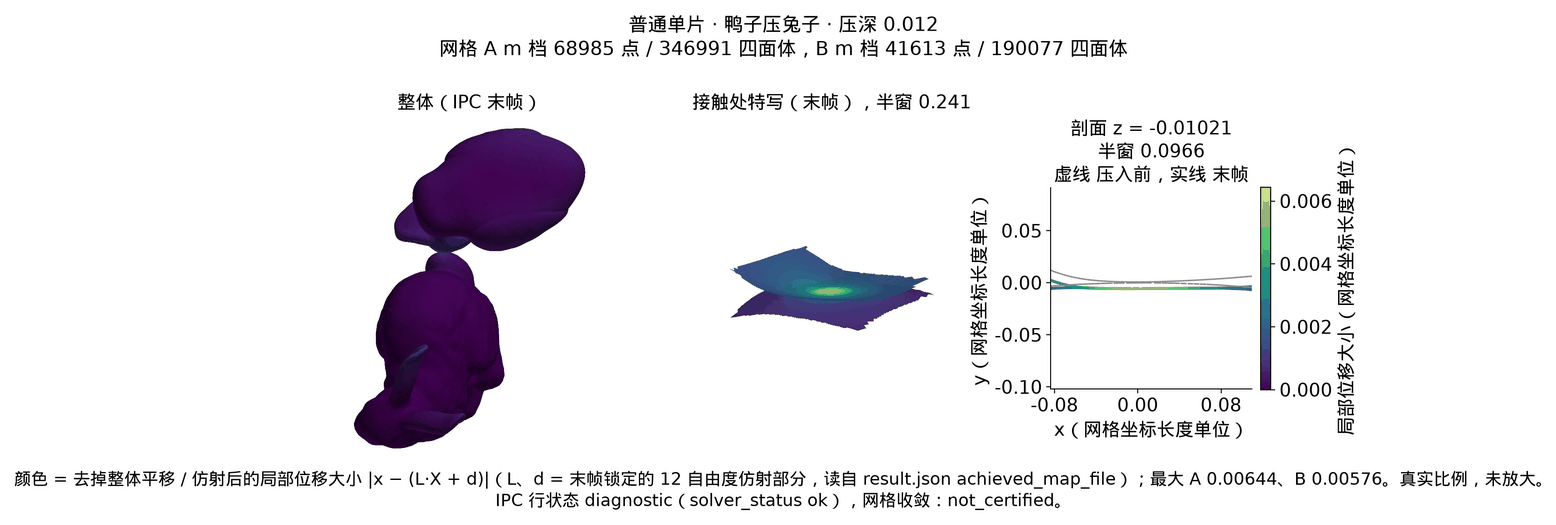 普通单片 · 鸭子压兔子 · 压深 0.012
网格 A m 档 68985 点 / 346991 四面体，B m 档 41613 点 / 190077 四面体
整体（IPC 末帧）
接触处特写（末帧），半窗 0.241
剖面 z = -0.01021
半窗 0.0966
虚线 压入前，实线 末帧
y（网格坐标长度单位）
0.05
0.00
-0.05
-0.10
-0.08 0.00 0.08
x（网格坐标长度单位）
0.006
0.004
0.002
0.000
局部位移大小（网格坐标长度单位）
颜色 = 去掉整体平移 / 仿射后的局部位移大小 |x − (L·X + d)|（L、d = 末帧锁定的 12 自由度仿射部分，读自 result.json achieved_map_file）；最大 A 0.00644、B 0.00576。真实比例，未放大。
IPC 行状态 diagnostic（solver_status ok），网格收敛：not_certified。